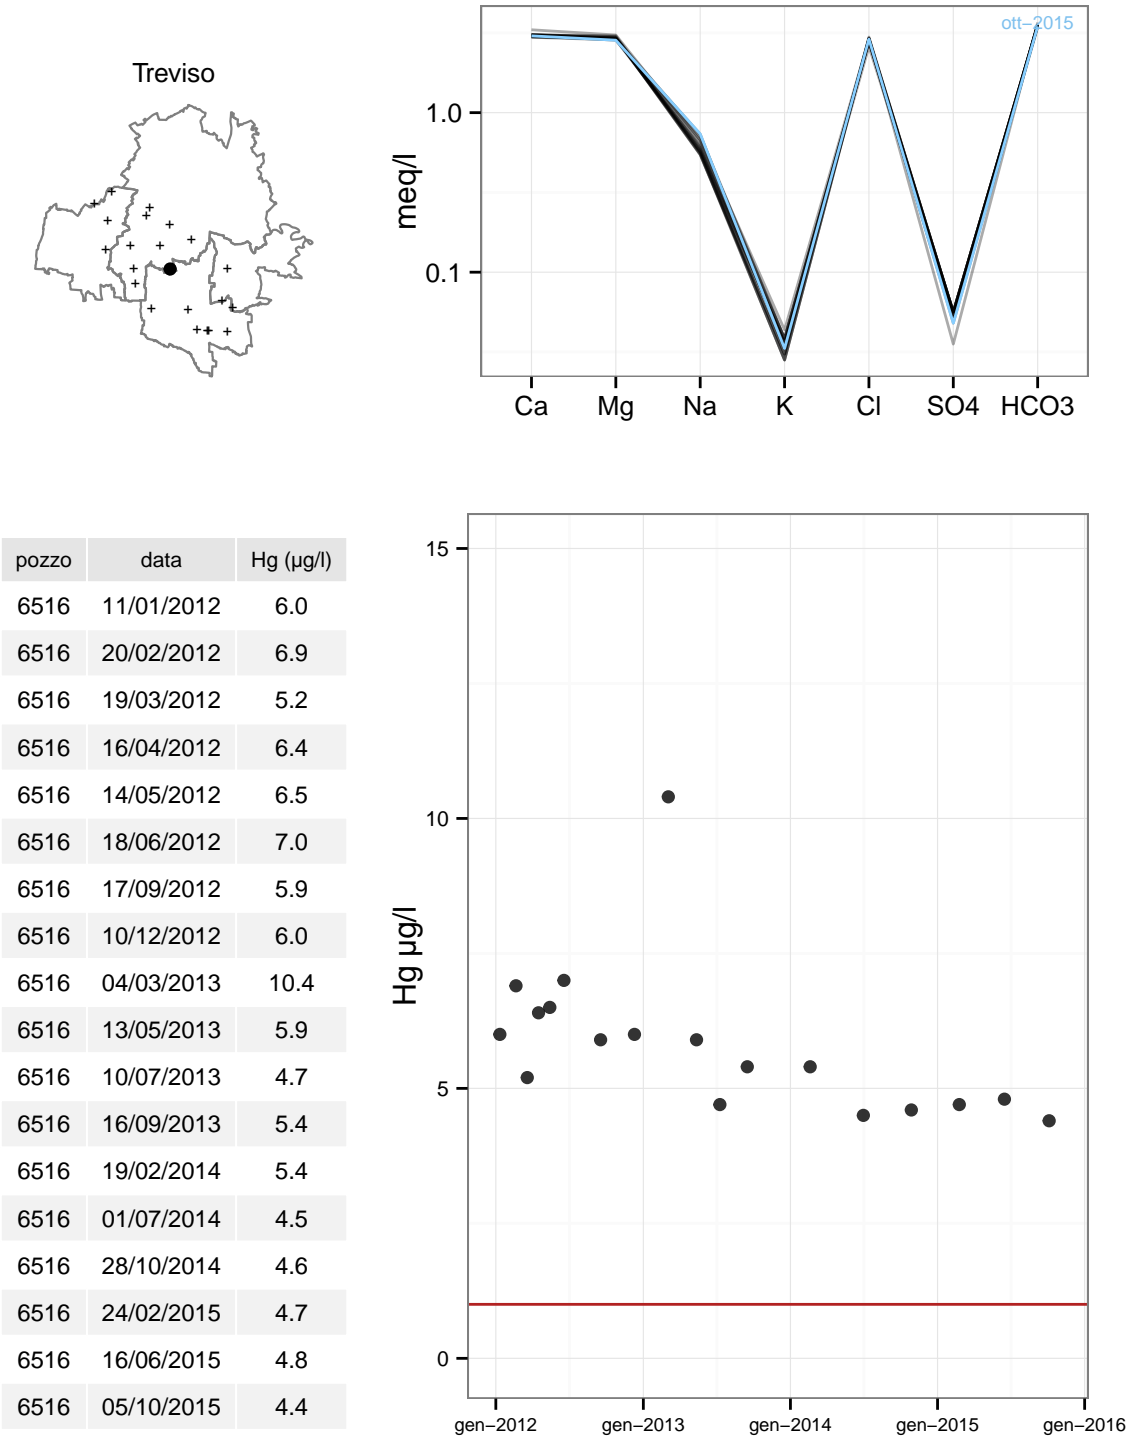 Treviso
ott–2015
1.0
0.1
meq/l
Ca Mg Na K Cl SO4 HCO3
pozzo data Hg (µg/l)
6516 11/01/2012 6.0
6516 20/02/2012 6.9
6516 19/03/2012 5.2
6516 16/04/2012 6.4
6516 14/05/2012 6.5
6516 18/06/2012 7.0
6516 17/09/2012 5.9
6516 10/12/2012 6.0
6516 04/03/2013 10.4
6516 13/05/2013 5.9
6516 10/07/2013 4.7
6516 16/09/2013 5.4
6516 19/02/2014 5.4
6516 01/07/2014 4.5
6516 28/10/2014 4.6
6516 24/02/2015 4.7
6516 16/06/2015 4.8
6516 05/10/2015 4.4
15
10
5
0
Hg µg/l
gen–2012 gen–2013 gen–2014 gen–2015 gen–2016